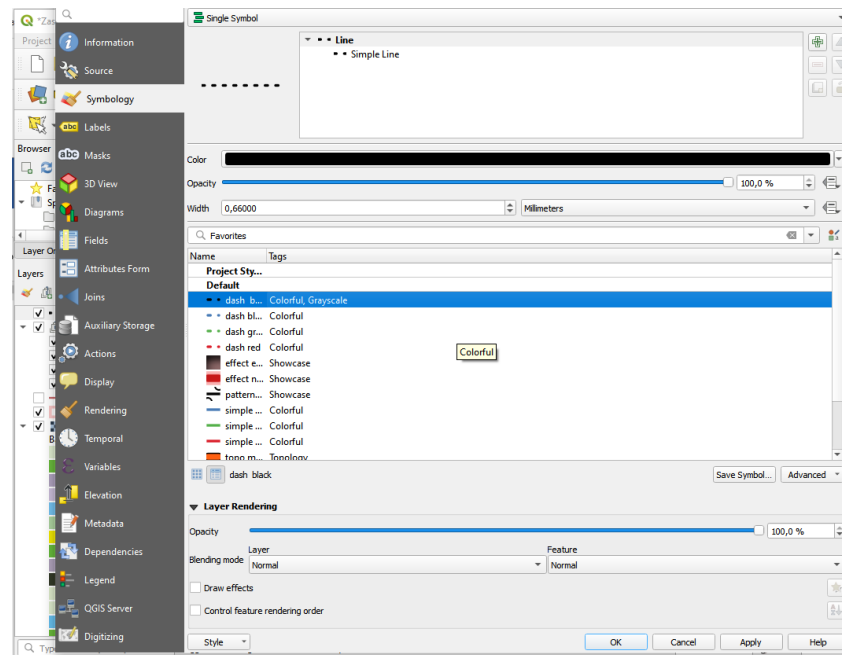 Single Symbol
Project
Information
Source
Symbology
Labels
Masks
3D View
Diagrams
Fields
Attributes Form
Joins
Auxiliary Storage
Actions
Display
Rendering
Temporal
Variables
Elevation
Metadata
Dependencies
Legend
QGIS Server
Digitizing
Browser
Layers
Line
Simple Line
Color
Opacity
100,0 %
Width
0,66000
Millimeters
Favorites
Name Tags
Project Sty...
Default
dash b... Colorful, Grayscale
dash bl... Colorful
dash gr... Colorful
dash red Colorful
Colorful
effect e... Showcase
effect n... Showcase
pattern... Showcase
simple ... Colorful
simple ... Colorful
simple ... Colorful
topo m... Topology
dash black
Save Symbol... Advanced
Layer Rendering
Opacity
100,0 %
Layer Feature
Blending mode Normal Normal
Draw effects
Control feature rendering order
Style OK Cancel Apply Help